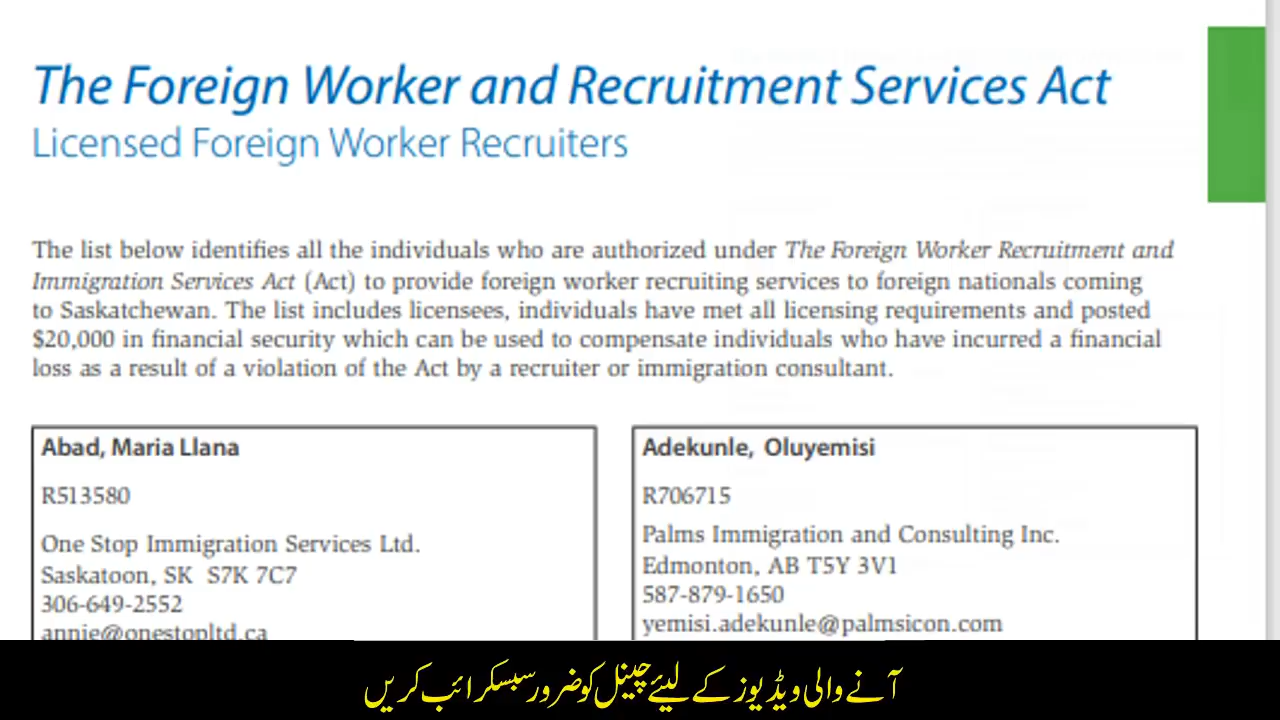 The Foreign Worker and Recruitment Services Act
Licensed Foreign Worker Recruiters
The list below identifies all the individuals who are authorized under The Foreign Worker Recruitment and
Immigration Services Act (Act) to provide foreign worker recruiting services to foreign nationals coming
to Saskatchewan. The list includes licensees, individuals have met all licensing requirements and posted
$20,000 in financial security which can be used to compensate individuals who have incurred a financial
loss as a result of a violation of the Act by a recruiter or immigration consultant.
Abad, Maria Llana
R513580
One Stop Immigration Services Ltd.
Saskatoon, SK S7K 7C7
306-649-2552
annie@onestopltd.ca
Adekunle, Oluyemisi
R706715
Palms Immigration and Consulting Inc.
Edmonton, AB T5Y 3V1
587-879-1650
yemisi.adekunle@palmsicon.com
آنے والی ویڈیوز کے لیئے چینل کو ضرور سبسکرائب کریں